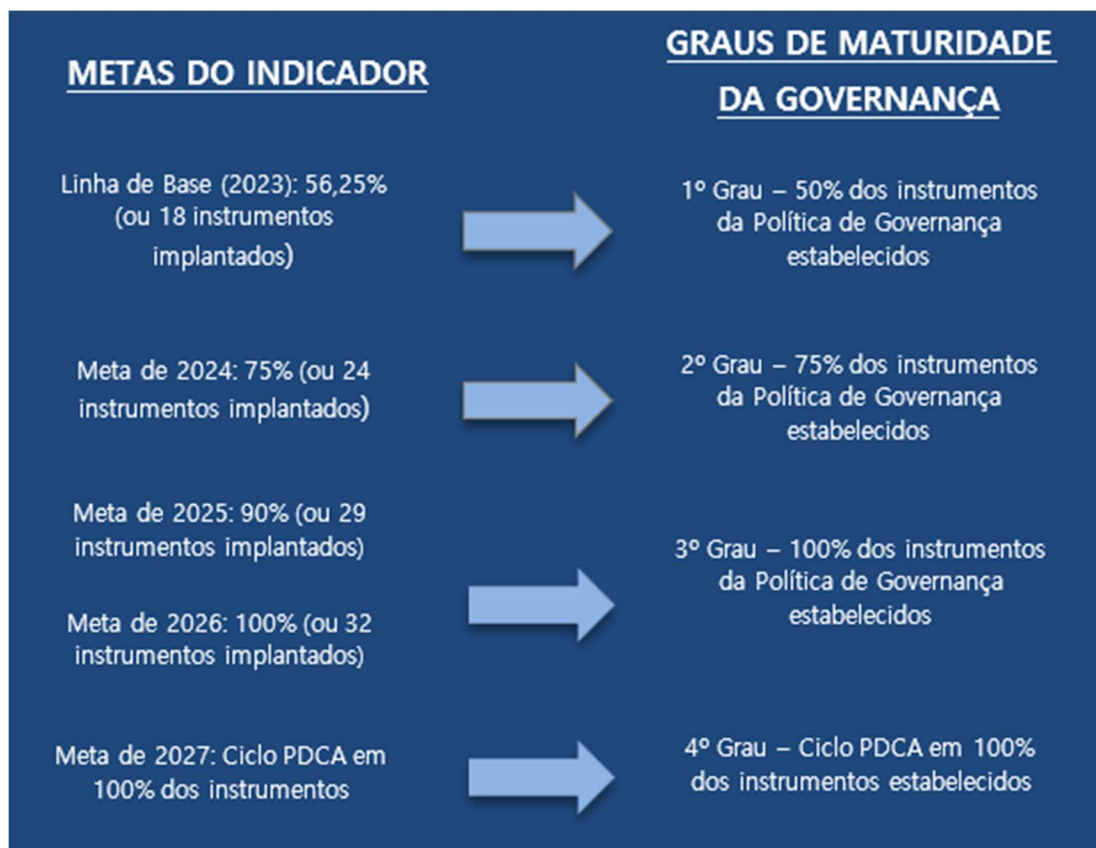 METAS DO INDICADOR
GRAUS DE MATURIDADE
DA GOVERNANÇA
Linha de Base (2023): 56,25%
(ou 18 instrumentos
implantados)
1º Grau – 50% dos instrumentos
da Política de Governança
estabelecidos
Meta de 2024: 75% (ou 24
instrumentos implantados)
2º Grau – 75% dos instrumentos
da Política de Governança
estabelecidos
Meta de 2025: 90% (ou 29
instrumentos implantados)
Meta de 2026: 100% (ou 32
instrumentos implantados)
3º Grau – 100% dos instrumentos
da Política de Governança
estabelecidos
Meta de 2027: Ciclo PDCA em
100% dos instrumentos
4º Grau – Ciclo PDCA em 100%
dos instrumentos estabelecidos